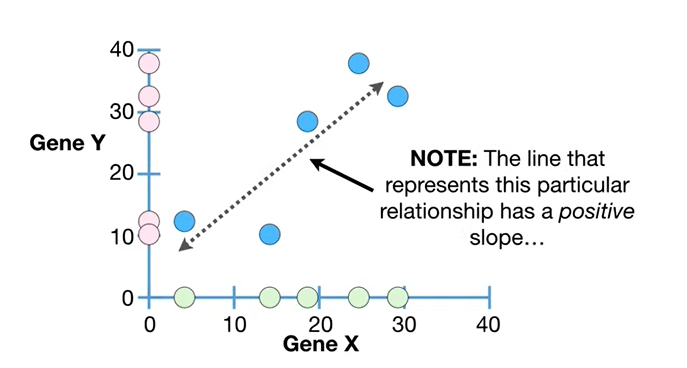 40
30
Gene Y
NOTE: The line that
represents this particular
relationship has a positive
slope…
20
10
0
0 10 20 30 40
Gene X